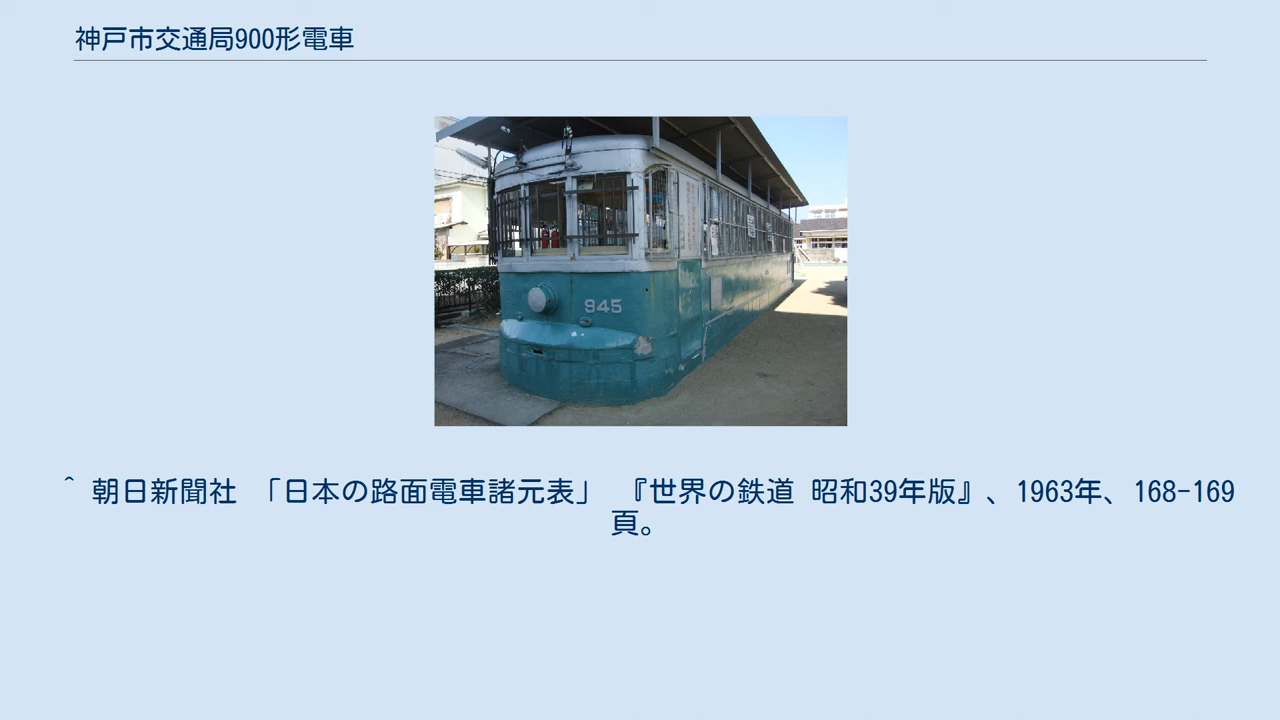 神戸市交通局900形電車
945
^ 朝日新聞社 「日本の路面電車諸元表」 『世界の鉄道 昭和39年版』、1963年、168-169
頁。